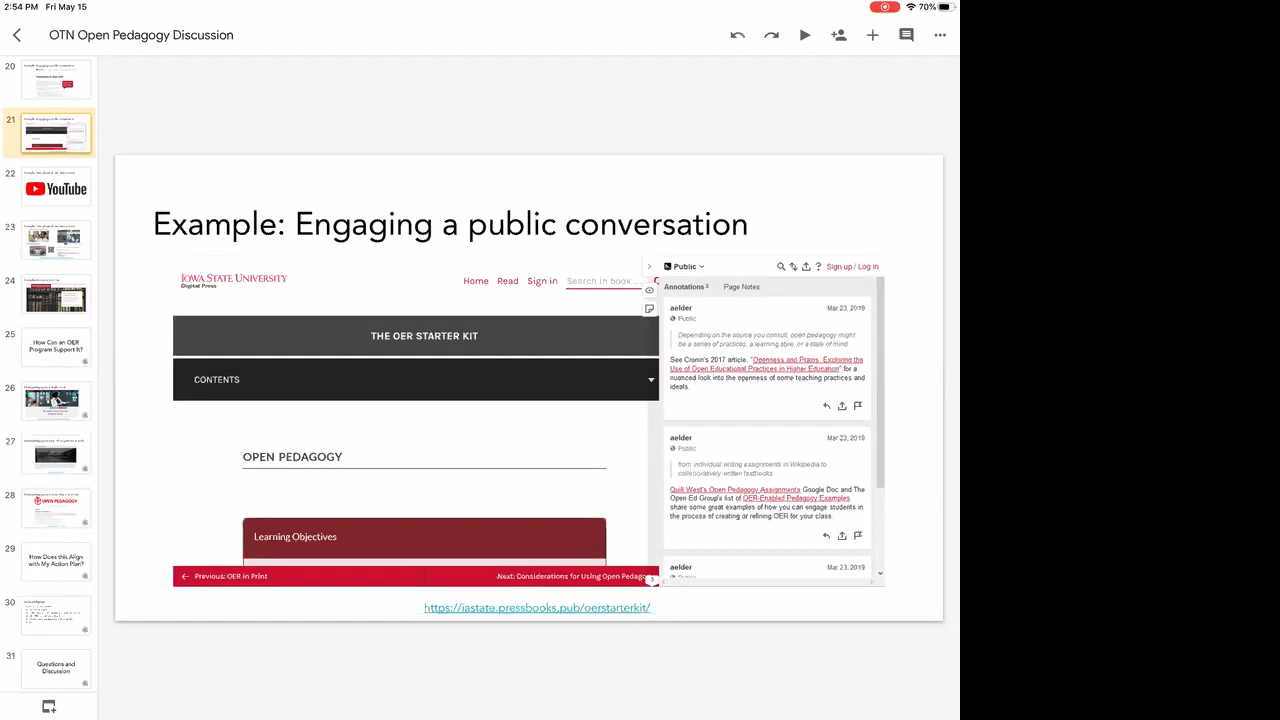 2:54 PM Fri May 15
70%
OTN Open Pedagogy Discussion
20
21
22
YouTube
23
24
25
How Can an OER
Program Support It?
26
27
28
OPEN PEDAGOGY
29
How Does this Align
with My Action Plan?
30
31
Questions and
Discussion
Example: Engaging a public conversation
IOWA STATE UNIVERSITY
Digital Press
Home Read Sign in Search in book ...
THE OER STARTER KIT
CONTENTS
OPEN PEDAGOGY
Learning Objectives
Previous: OER in Print
Next: Considerations for Using Open Pedago
Public
Sign up / Log in
Annotations 3 Page Notes
aelder Mar 23, 2019
Public
Depending on the source you consult, open pedagogy might
be a series of practices, a learning style, or a state of mind
See Cronin's 2017 article, "Openness and Praxis: Exploring the
Use of Open Educational Practices in Higher Education" for a
nuanced look into the openness of some teaching practices and
ideals.
aelder Mar 23, 2019
Public
from individual writing assignments in Wikipedia to
collaboratively-written textbooks
Quill West's Open Pedagogy Assignments Google Doc and The
Open Ed Group's list of OER-Enabled Pedagogy Examples
share some great examples of how you can engage students in
the process of creating or refining OER for your class.
aelder Mar 23, 2019
Public
https://iastate.pressbooks.pub/oerstarterkit/